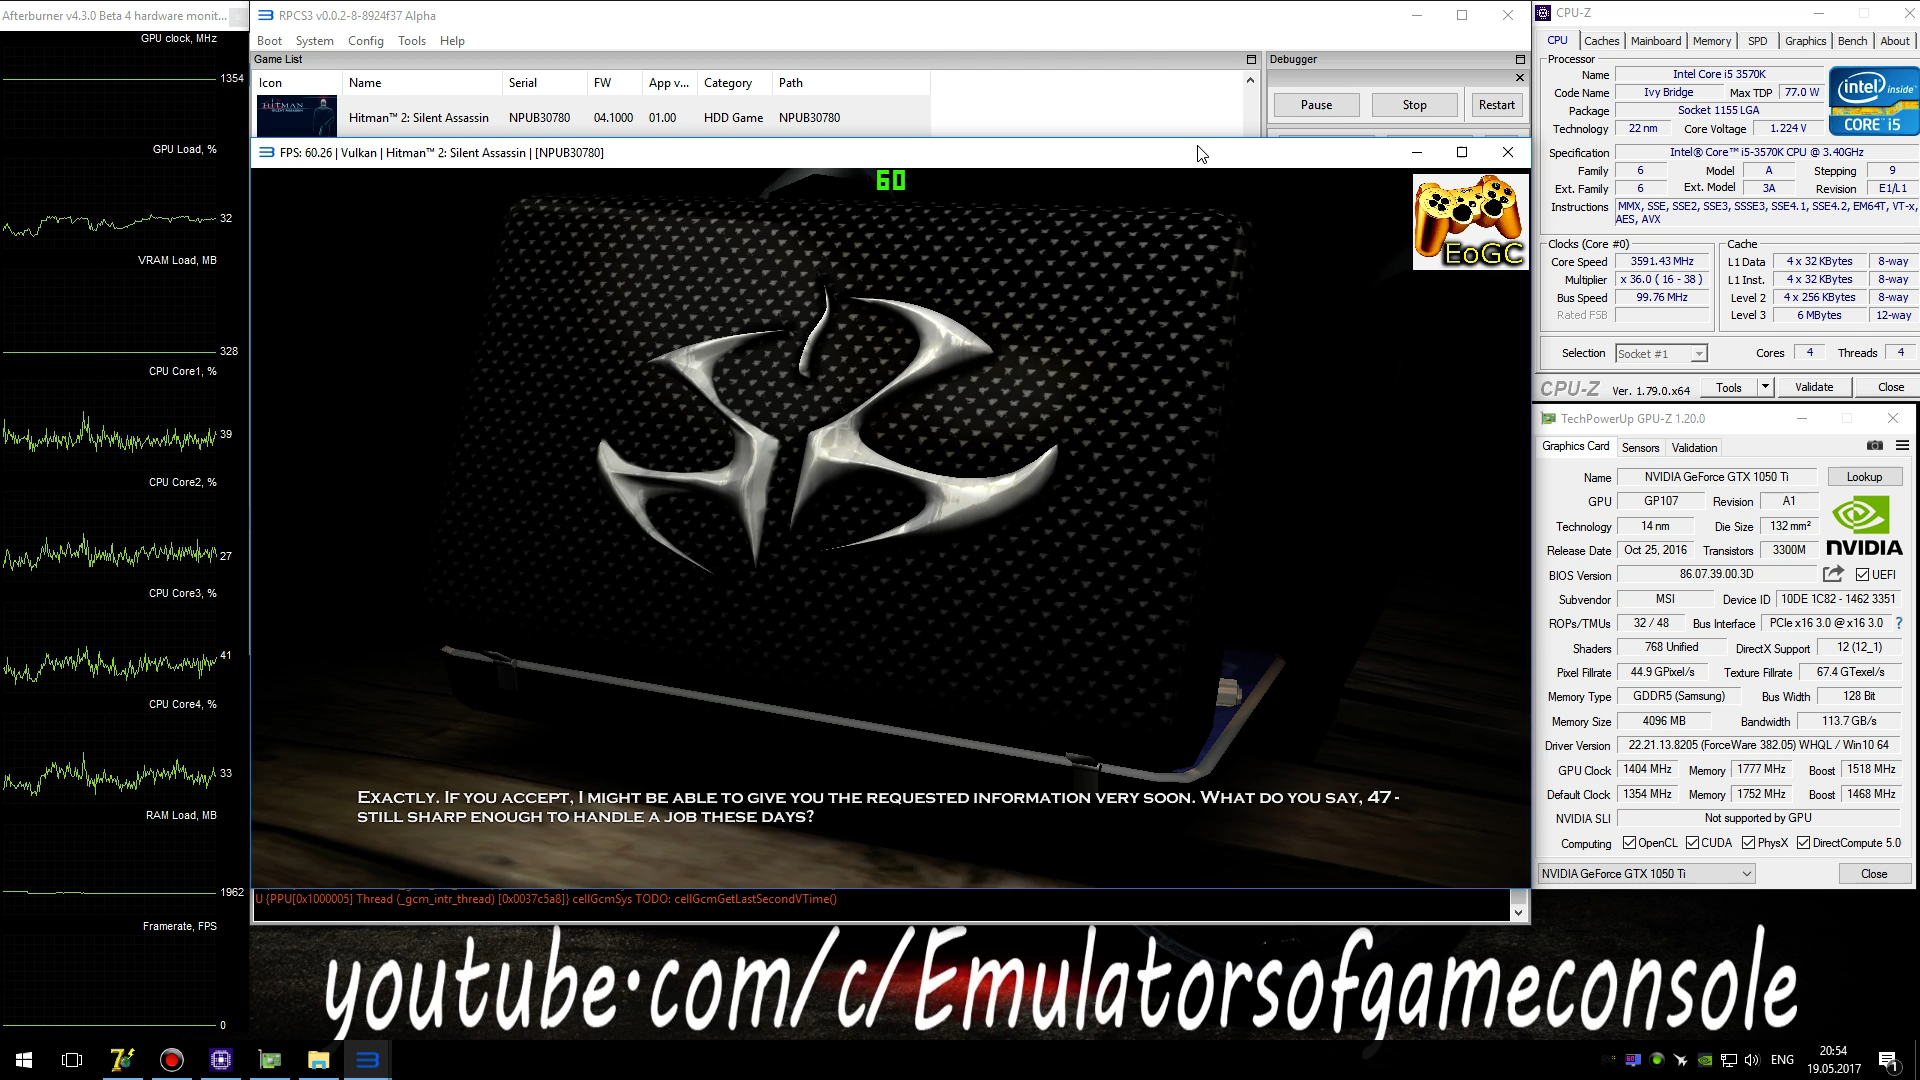 Afterburner v4.3.0 Beta 4 hardware monit...
GPU clock, MHz
1354
GPU Load, %
32
VRAM Load, MB
328
CPU Core1, %
39
CPU Core2, %
27
CPU Core3, %
41
CPU Core4, %
33
RAM Load, MB
1962
Framerate, FPS
0
RPCS3 v0.0.2-8-8924f37 Alpha
Boot System Config Tools Help
Game List
Icon Name Serial FW App v... Category Path
HITMAN
Hitman™ 2: Silent Assassin NPUB30780 04.1000 01.00 HDD Game NPUB30780
Debugger
Pause Stop Restart
FPS: 60.26 | Vulkan | Hitman™ 2: Silent Assassin | [NPUB30780]
60
EoGC
Exactly. If you accept, I might be able to give you the requested information very soon. What do you say, 47 -
still sharp enough to handle a job these days?
U {PPU[0x1000005] Thread (_gcm_intr_thread) [0x0037c5a8]} cellGcmSys TODO: cellGcmGetLastSecondVTime()
youtube.com/c/Emulatorsofgameconsole
CPU-Z
CPU Caches Mainboard Memory SPD Graphics Bench About
Processor
Name Intel Core i5 3570K
Code Name Ivy Bridge Max TDP 77.0 W
Package Socket 1155 LGA
Technology 22 nm Core Voltage 1.224 V
intel inside
CORE i5
Specification Intel® Core™ i5-3570K CPU @ 3.40GHz
Family 6 Model A Stepping 9
Ext. Family 6 Ext. Model 3A Revision E1/L1
Instructions MMX, SSE, SSE2, SSE3, SSSE3, SSE4.1, SSE4.2, EM64T, VT-x,
AES, AVX
Clocks (Core #0)
Core Speed 3591.43 MHz
Multiplier x 36.0 ( 16 - 38 )
Bus Speed 99.76 MHz
Rated FSB
Cache
L1 Data 4 x 32 KBytes 8-way
L1 Inst. 4 x 32 KBytes 8-way
Level 2 4 x 256 KBytes 8-way
Level 3 6 MBytes 12-way
Selection Socket #1 Cores 4 Threads 4
CPU-Z Ver. 1.79.0.x64 Tools Validate Close
TechPowerUp GPU-Z 1.20.0
Graphics Card Sensors Validation
Name NVIDIA GeForce GTX 1050 Ti Lookup
GPU GP107 Revision A1
Technology 14 nm Die Size 132 mm²
Release Date Oct 25, 2016 Transistors 3300M
NVIDIA
BIOS Version 86.07.39.00.3D UEFI
Subvendor MSI Device ID 10DE 1C82 - 1462 3351
ROPs/TMUs 32 / 48 Bus Interface PCIe x16 3.0 @ x16 3.0 ?
Shaders 768 Unified DirectX Support 12 (12_1)
Pixel Fillrate 44.9 GPixel/s Texture Fillrate 67.4 GTexel/s
Memory Type GDDR5 (Samsung) Bus Width 128 Bit
Memory Size 4096 MB Bandwidth 113.7 GB/s
Driver Version 22.21.13.8205 (ForceWare 382.05) WHQL / Win10 64
GPU Clock 1404 MHz Memory 1777 MHz Boost 1518 MHz
Default Clock 1354 MHz Memory 1752 MHz Boost 1468 MHz
NVIDIA SLI Not supported by GPU
Computing OpenCL CUDA PhysX DirectCompute 5.0
NVIDIA GeForce GTX 1050 Ti Close
ENG
20:54
19.05.2017
1